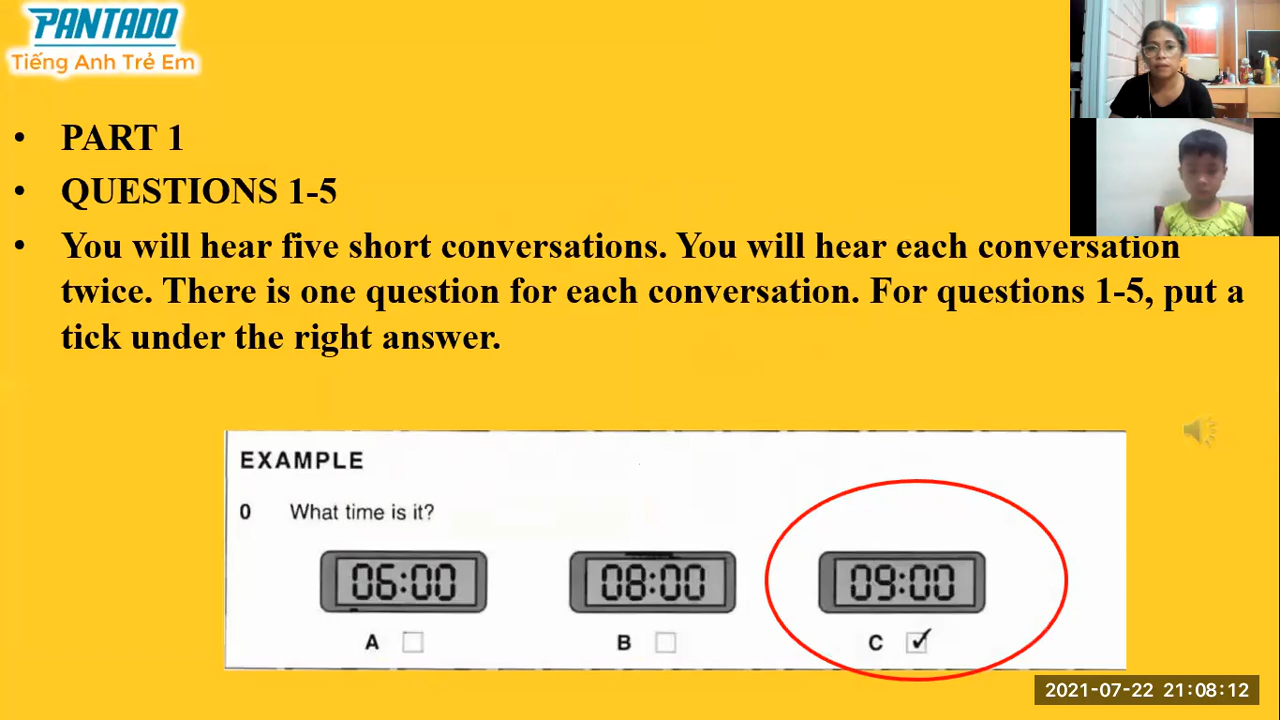 PANTADO
Tiếng Anh Trẻ Em
• PART 1
• QUESTIONS 1-5
• You will hear five short conversations. You will hear each conversation
twice. There is one question for each conversation. For questions 1-5, put a
tick under the right answer.
EXAMPLE
0 What time is it?
06:00 08:00 09:00
A B C
2021-07-22 21:08:12